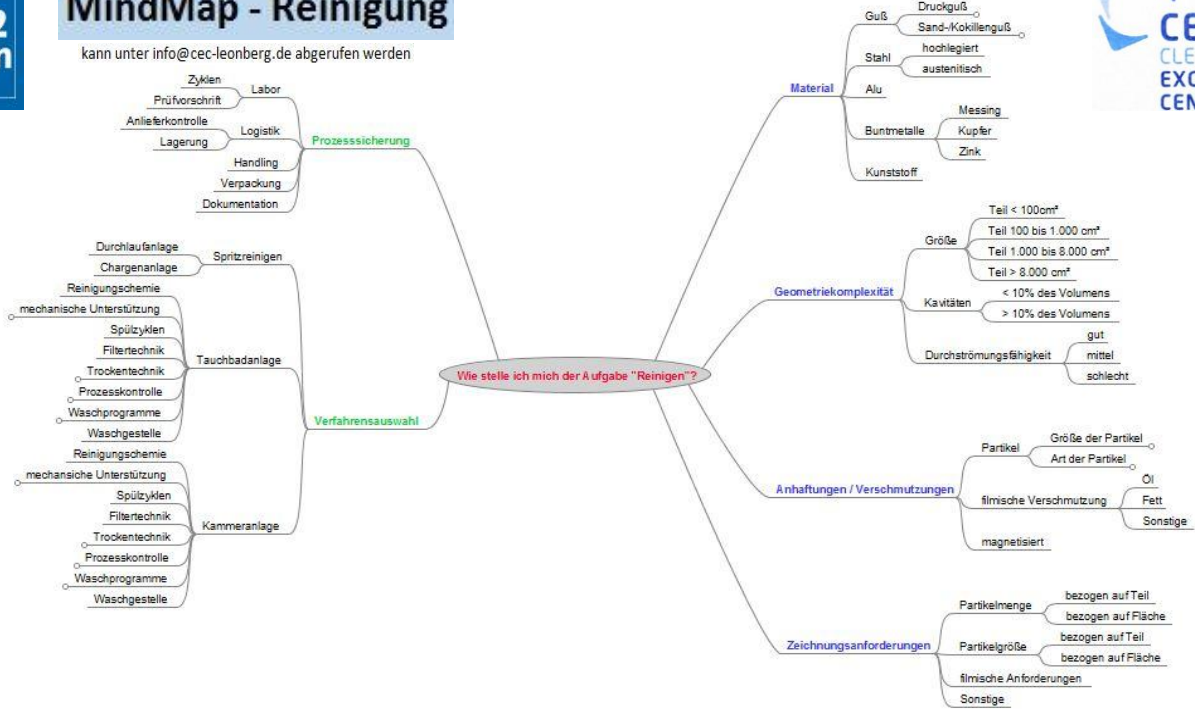 MindMap - Reinigung
kann unter info@cec-leonberg.de abgerufen werden
Zyklen
Prüfvorschrift
Labor
Anlieferkontrolle
Lagerung
Logistik
Handling
Verpackung
Dokumentation
Prozesssicherung
Durchlaufanlage
Chargenanlage
Spritzreinigen
Reinigungschemie
mechanische Unterstützung
Spülzyklen
Filtertechnik
Trockentechnik
Prozesskontrolle
Waschprogramme
Waschgestelle
Tauchbadanlage
Verfahrensauswahl
Reinigungschemie
mechansiche Unterstützung
Spülzyklen
Filtertechnik
Trockentechnik
Prozesskontrolle
Waschprogramme
Waschgestelle
Kammeranlage
Wie stelle ich mich der Aufgabe "Reinigen"?
Material
Guß
Druckguß
Sand-/Kokillenguß
Stahl
hochlegiert
austenitisch
Alu
Buntmetalle
Messing
Kupfer
Zink
Kunststoff
Geometriekomplexität
Größe
Teil < 100cm²
Teil 100 bis 1.000 cm²
Teil 1.000 bis 8.000 cm²
Teil > 8.000 cm²
Kavitäten
< 10% des Volumens
> 10% des Volumens
Durchströmungsfähigkeit
gut
mittel
schlecht
Anhaftungen / Verschmutzungen
Partikel
Größe der Partikel
Art der Partikel
filmische Verschmutzung
Öl
Fett
Sonstige
magnetisiert
Zeichnungsanforderungen
Partikelmenge
bezogen auf Teil
bezogen auf Fläche
Partikelgröße
bezogen auf Teil
bezogen auf Fläche
filmische Anforderungen
Sonstige